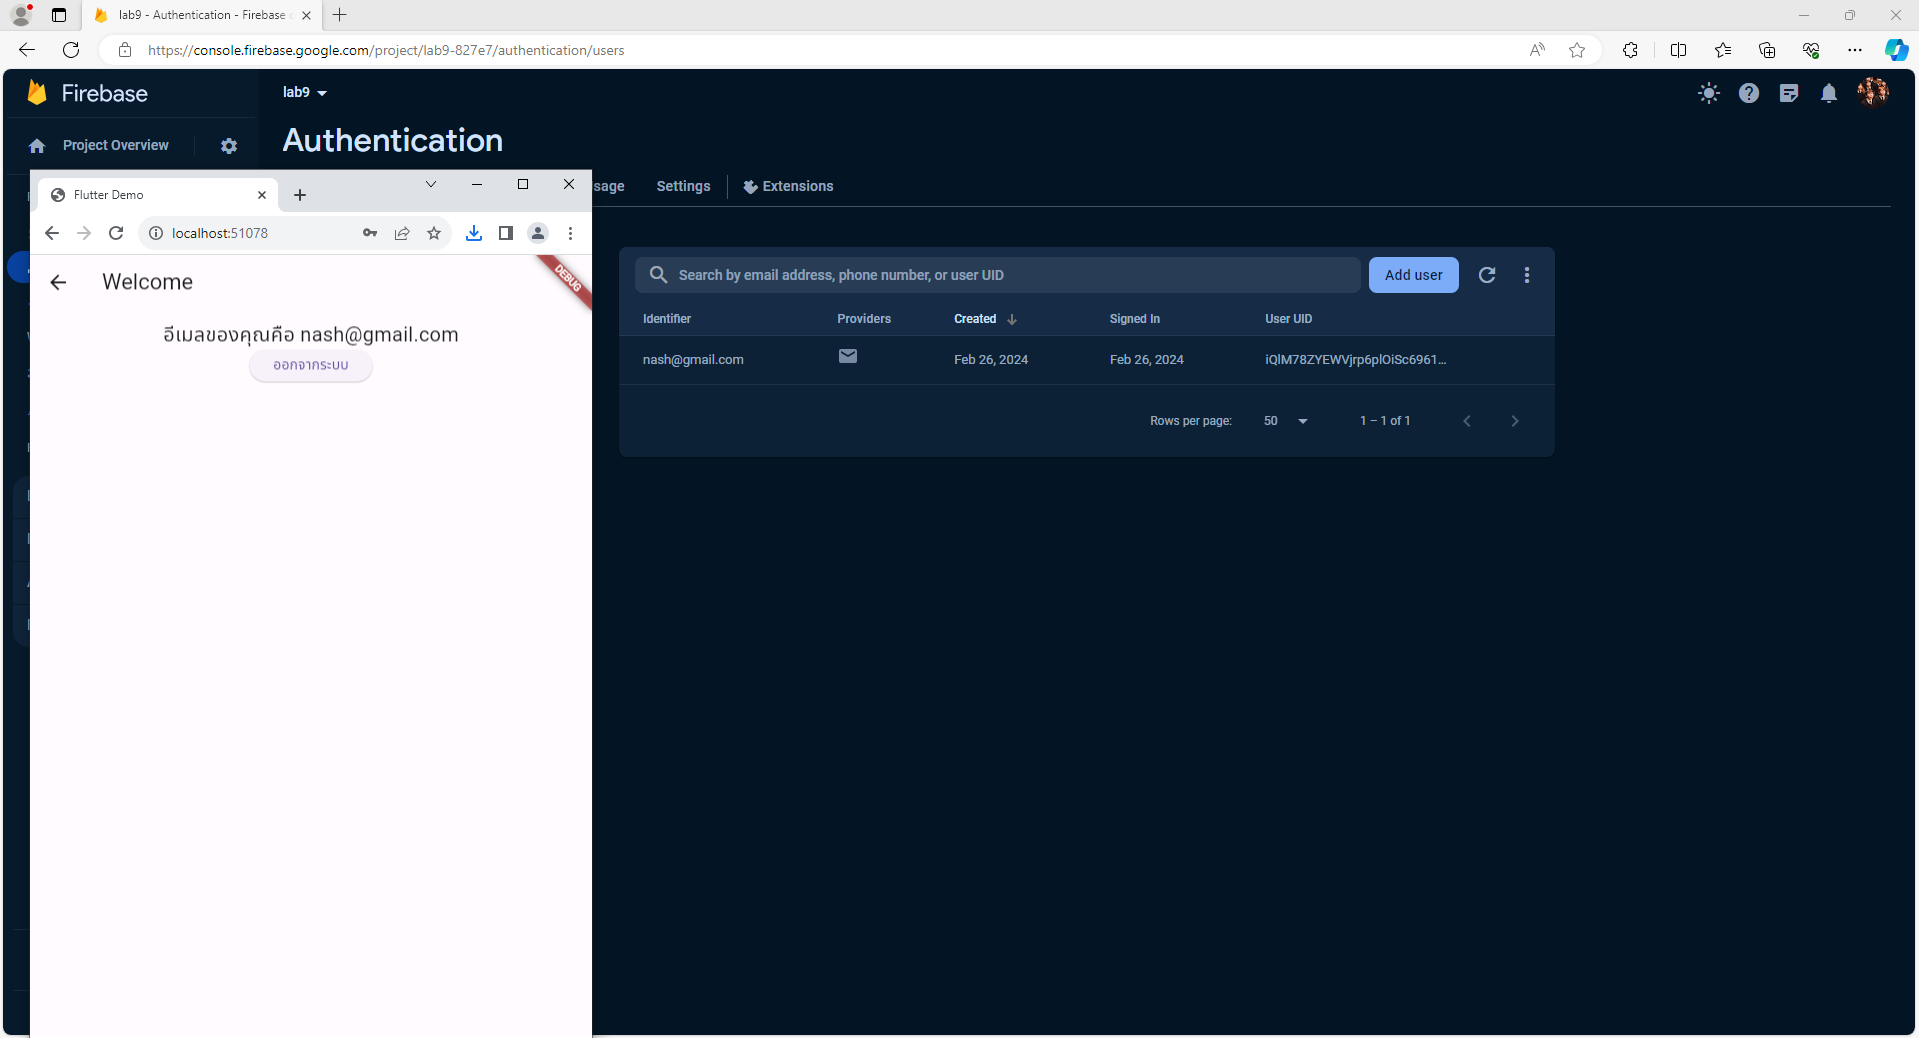 lab9 - Authentication - Firebase c
https://console.firebase.google.com/project/lab9-827e7/authentication/users
Firebase
lab9
Project Overview
Authentication
sage
Settings
Extensions
Flutter Demo
localhost:51078
Welcome
DEBUG
อีเมลของคุณคือ nash@gmail.com
ออกจากระบบ
Search by email address, phone number, or user UID
Add user
Identifier Providers Created Signed In User UID
nash@gmail.com Feb 26, 2024 Feb 26, 2024 iQlM78ZYEWVjrp6plOiSc6961...
Rows per page: 50 1 – 1 of 1